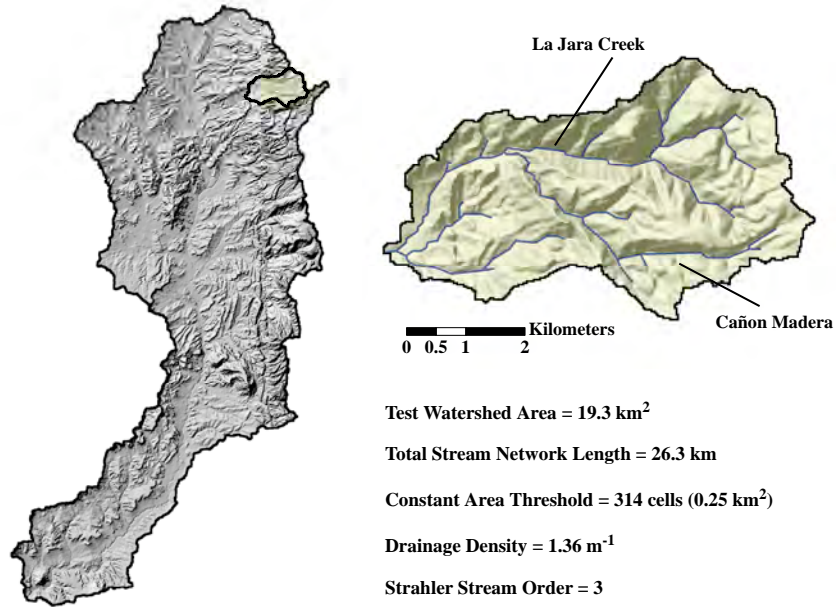 La Jara Creek
Cañon Madera
Kilometers
0 0.5 1 2
Test Watershed Area = 19.3 km²
Total Stream Network Length = 26.3 km
Constant Area Threshold = 314 cells (0.25 km²)
Drainage Density = 1.36 m⁻¹
Strahler Stream Order = 3